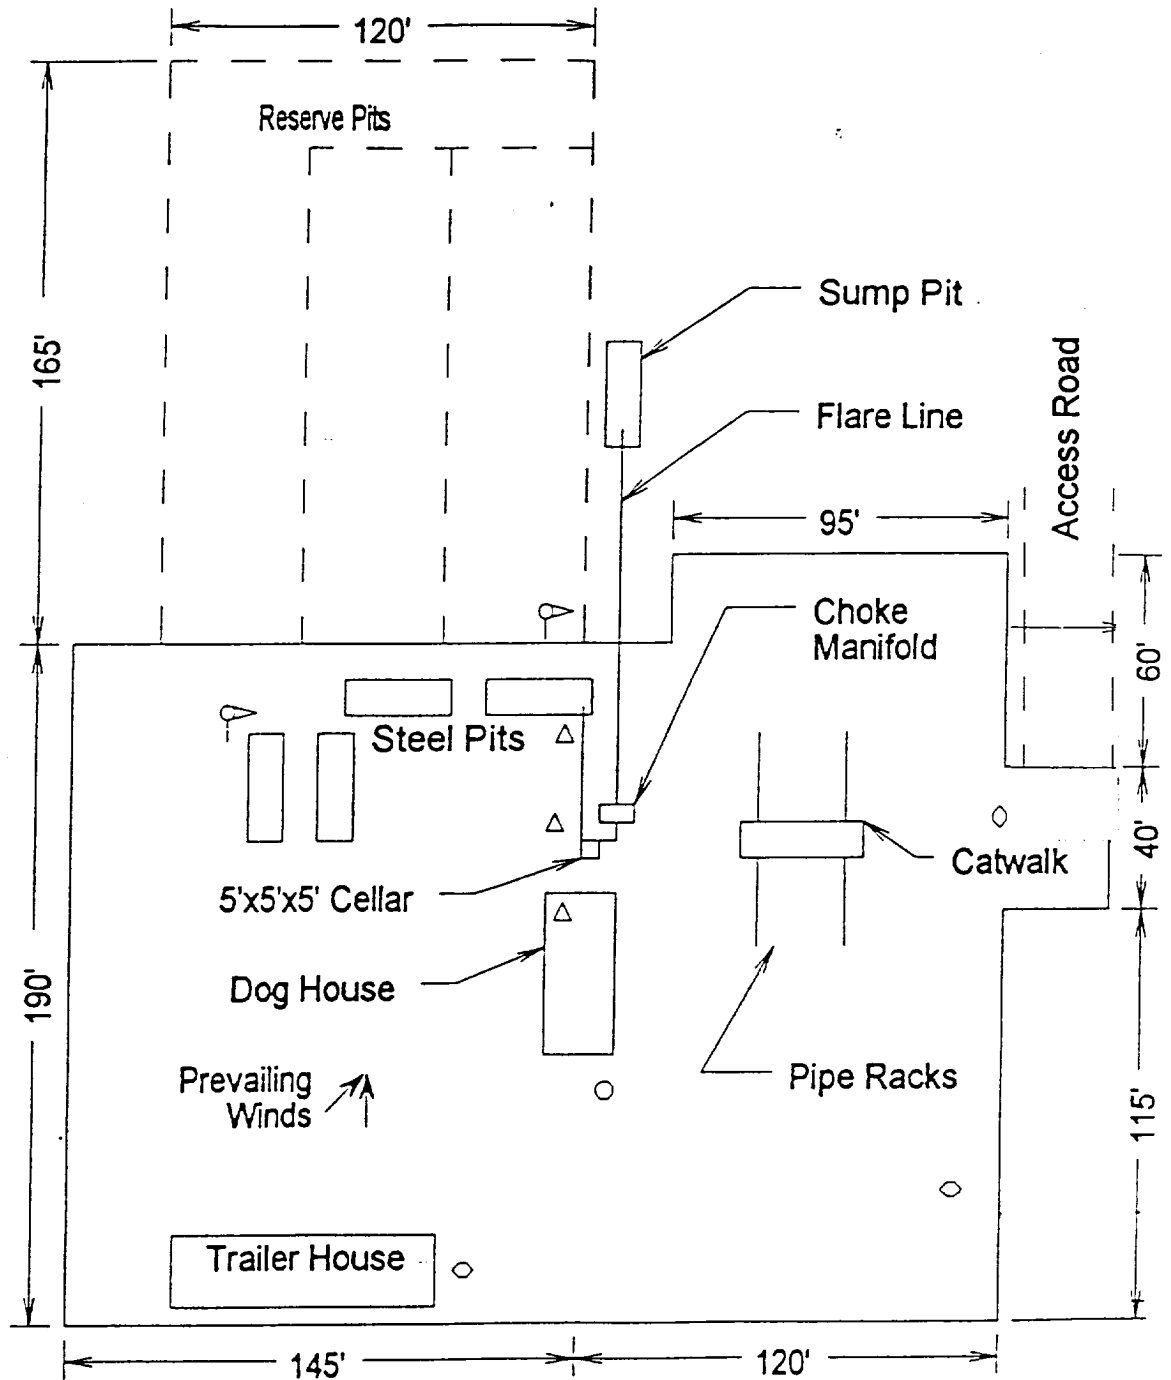 120'
Reserve Pits
Sump Pit
165'
Access Road
Flare Line
95'
Choke
Manifold
60'
Steel Pits
40'
Catwalk
5'x5'x5' Cellar
190'
Dog House
Prevailing
Winds
Pipe Racks
115'
Trailer House
145'
120'